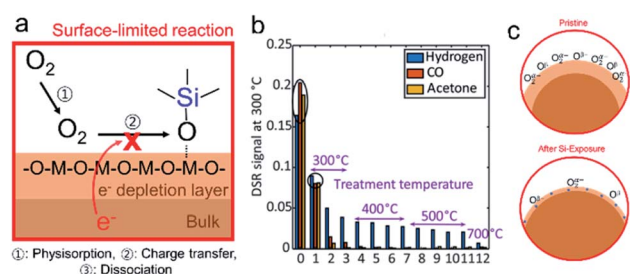 a
Surface-limited reaction
O₂
①
O₂
②
X
Si
O
-O-M-O-M-O-M-O-M-O-
e⁻ depletion layer
e⁻
Bulk
①: Physisorption, ②: Charge transfer,
③: Dissociation
b
DSR signal at 300 °C
0.25
0.2
0.15
0.1
0.05
0
Hydrogen
CO
Acetone
300°C
Treatment temperature
400°C
500°C
700°C
0 1 2 3 4 5 6 7 8 9 10 11 12
c
Pristine
After Si-Exposure